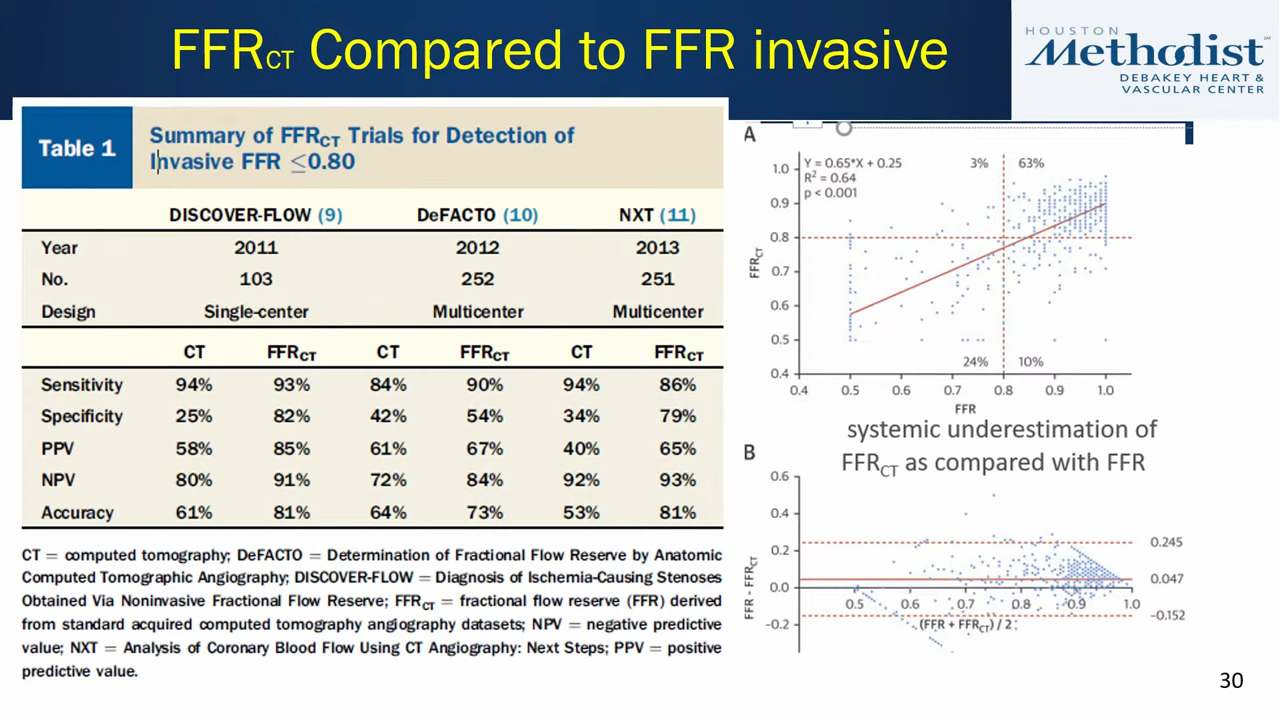 FFRCT Compared to FFR invasive
HOUSTON
Methodist
DEBAKEY HEART &
VASCULAR CENTER
Table 1
Summary of FFRCT Trials for Detection of
Invasive FFR ≤0.80
DISCOVER-FLOW (9) DeFACTO (10) NXT (11)
Year 2011 2012 2013
No. 103 252 251
Design Single-center Multicenter Multicenter
CT FFRCT CT FFRCT CT FFRCT
Sensitivity 94% 93% 84% 90% 94% 86%
Specificity 25% 82% 42% 54% 34% 79%
PPV 58% 85% 61% 67% 40% 65%
NPV 80% 91% 72% 84% 92% 93%
Accuracy 61% 81% 64% 73% 53% 81%
CT = computed tomography; DeFACTO = Determination of Fractional Flow Reserve by Anatomic
Computed Tomographic Angiography; DISCOVER-FLOW = Diagnosis of Ischemia-Causing Stenoses
Obtained Via Noninvasive Fractional Flow Reserve; FFRCT = fractional flow reserve (FFR) derived
from standard acquired computed tomography angiography datasets; NPV = negative predictive
value; NXT = Analysis of Coronary Blood Flow Using CT Angiography: Next Steps; PPV = positive
predictive value.
A
Y = 0.65*X + 0.25
R2 = 0.64
p < 0.001
3% 63%
1.0
0.9
0.8
0.7
0.6
0.5
0.4
FFRCT
24% 10%
0.4 0.5 0.6 0.7 0.8 0.9 1.0
FFR
systemic underestimation of
FFRCT as compared with FFR
B
0.6
0.4
0.2
0.0
–0.2
FFR - FFRCT
0.245
0.047
–0.152
0.5 0.6 0.7 0.8 0.9 1.0
(FFR + FFRCT) / 2
30